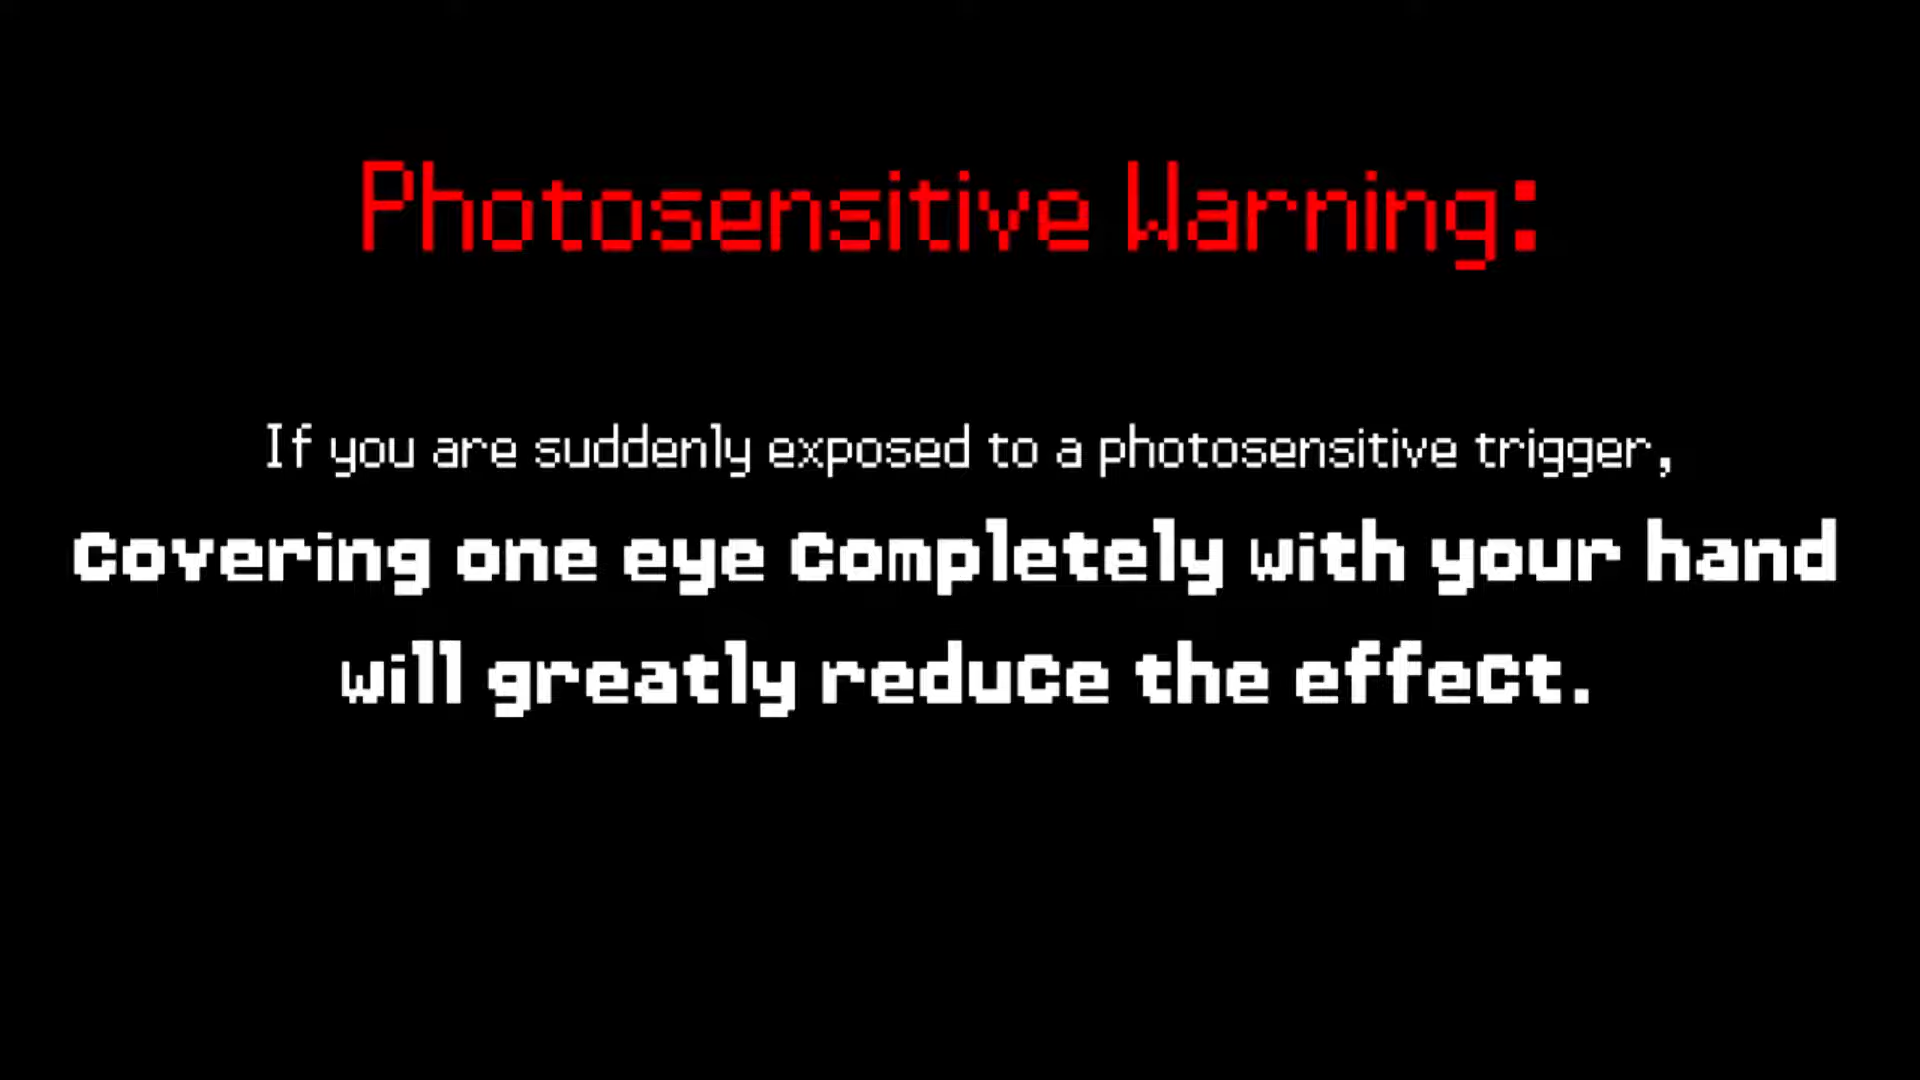 Photosensitive Warning:
If you are suddenly exposed to a photosensitive trigger,
covering one eye completely with your hand
will greatly reduce the effect.